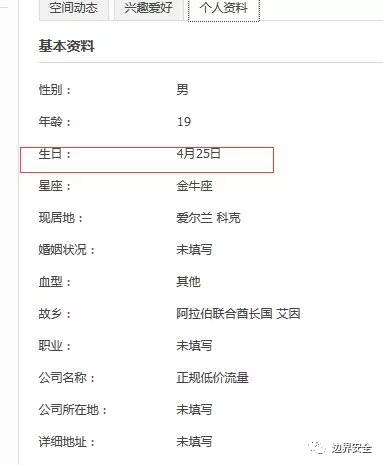 空间动态 兴趣爱好 个人资料
基本资料
性别： 男
年龄： 19
生日： 4月25日
星座： 金牛座
现居地： 爱尔兰 科克
婚姻状况： 未填写
血型： 其他
故乡： 阿拉伯联合酋长国 艾因
职业： 未填写
公司名称： 正规低价流量
公司所在地： 未填写
详细地址： 未填写
边界安全